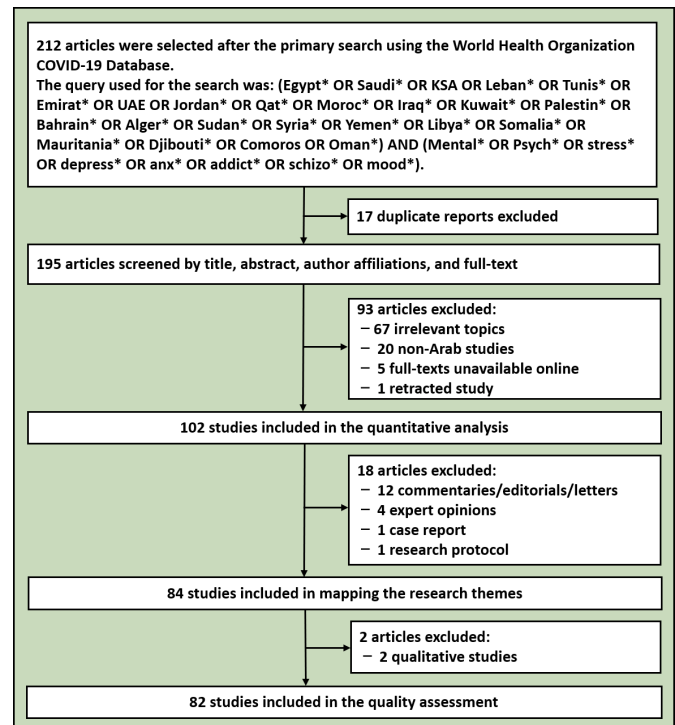 212 articles were selected after the primary search using the World Health Organization
COVID-19 Database.
The query used for the search was: (Egypt* OR Saudi* OR KSA OR Leban* OR Tunis* OR
Emirat* OR UAE OR Jordan* OR Qat* OR Moroc* OR Iraq* OR Kuwait* OR Palestin* OR
Bahrain* OR Alger* OR Sudan* OR Syria* OR Yemen* OR Libya* OR Somalia* OR
Mauritania* OR Djibouti* OR Comoros OR Oman*) AND (Mental* OR Psych* OR stress*
OR depress* OR anx* OR addict* OR schizo* OR mood*).
17 duplicate reports excluded
195 articles screened by title, abstract, author affiliations, and full-text
93 articles excluded:
– 67 irrelevant topics
– 20 non-Arab studies
– 5 full-texts unavailable online
– 1 retracted study
102 studies included in the quantitative analysis
18 articles excluded:
– 12 commentaries/editorials/letters
– 4 expert opinions
– 1 case report
– 1 research protocol
84 studies included in mapping the research themes
2 articles excluded:
– 2 qualitative studies
82 studies included in the quality assessment